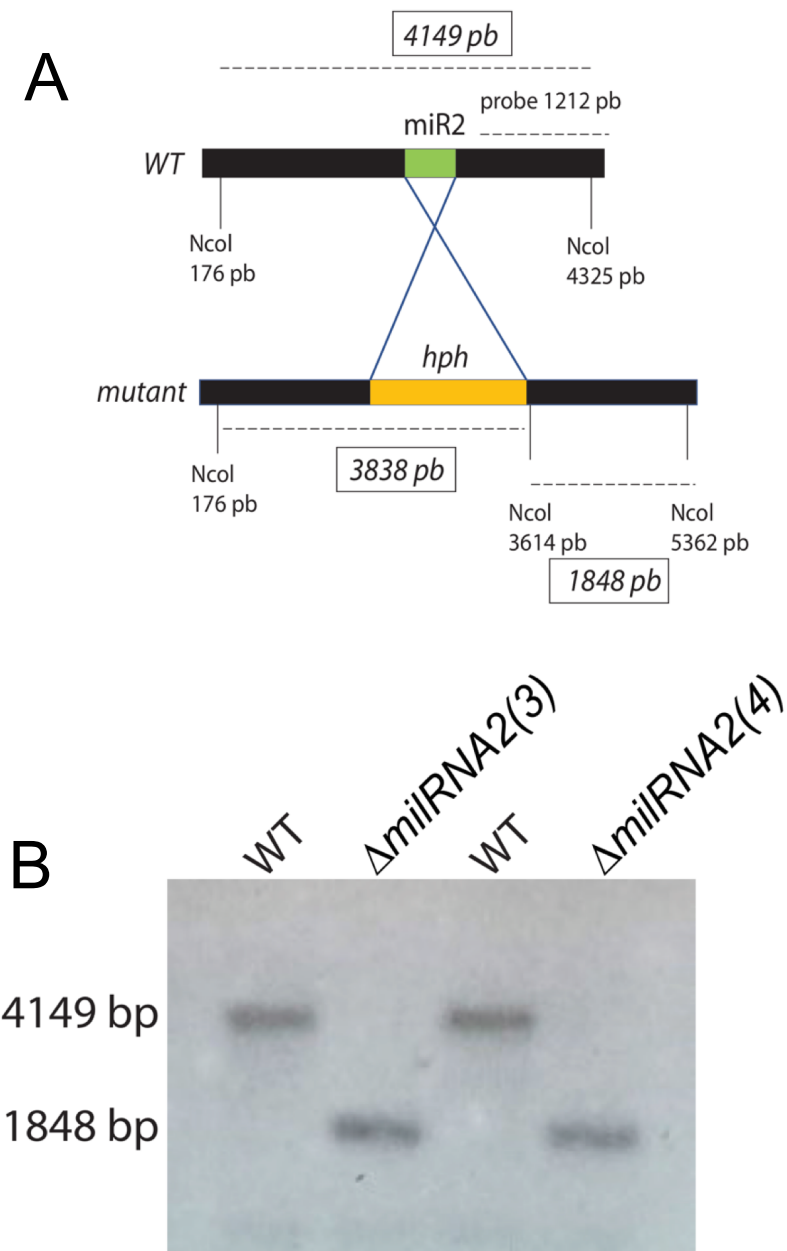 A
4149 pb
probe 1212 pb
miR2
WT
NcoI
176 pb
NcoI
4325 pb
hph
mutant
3838 pb
NcoI
176 pb
NcoI
3614 pb
NcoI
5362 pb
1848 pb
B
WT
ΔmilRNA2(3)
WT
ΔmilRNA2(4)
4149 bp
1848 bp